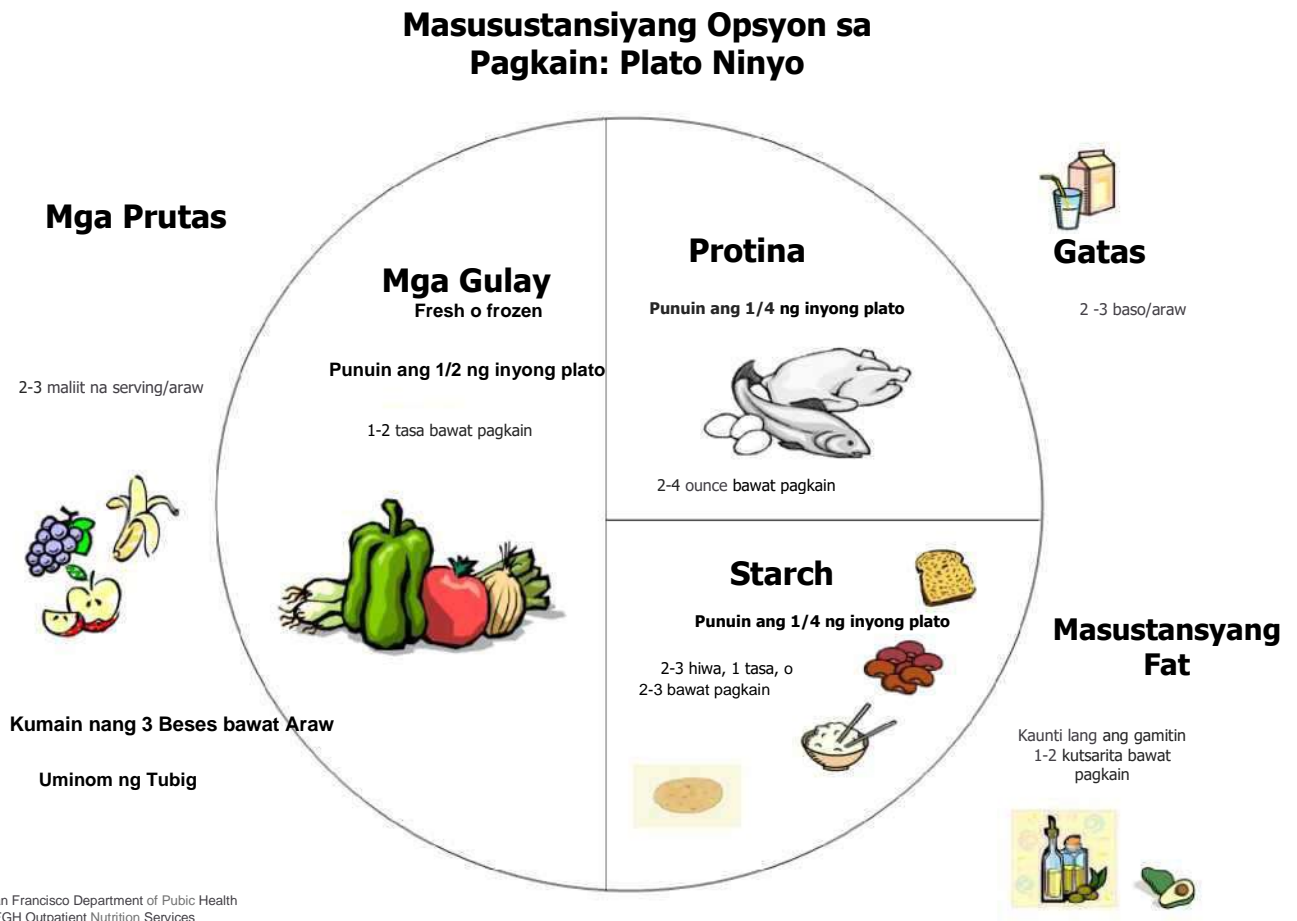 Masusustansiyang Opsyon sa
Pagkain: Plato Ninyo
Mga Prutas
2-3 maliit na serving/araw
Mga Gulay
Fresh o frozen
Punuin ang 1/2 ng inyong plato
1-2 tasa bawat pagkain
Protina
Punuin ang 1/4 ng inyong plato
2-4 ounce bawat pagkain
Gatas
2 -3 baso/araw
Starch
Punuin ang 1/4 ng inyong plato
2-3 hiwa, 1 tasa, o
2-3 bawat pagkain
Masustansyang
Fat
Kaunti lang ang gamitin
1-2 kutsarita bawat
pagkain
Kumain nang 3 Beses bawat Araw
Uminom ng Tubig
Francisco Department of Pubic Health
Outpatient Nutrition Services